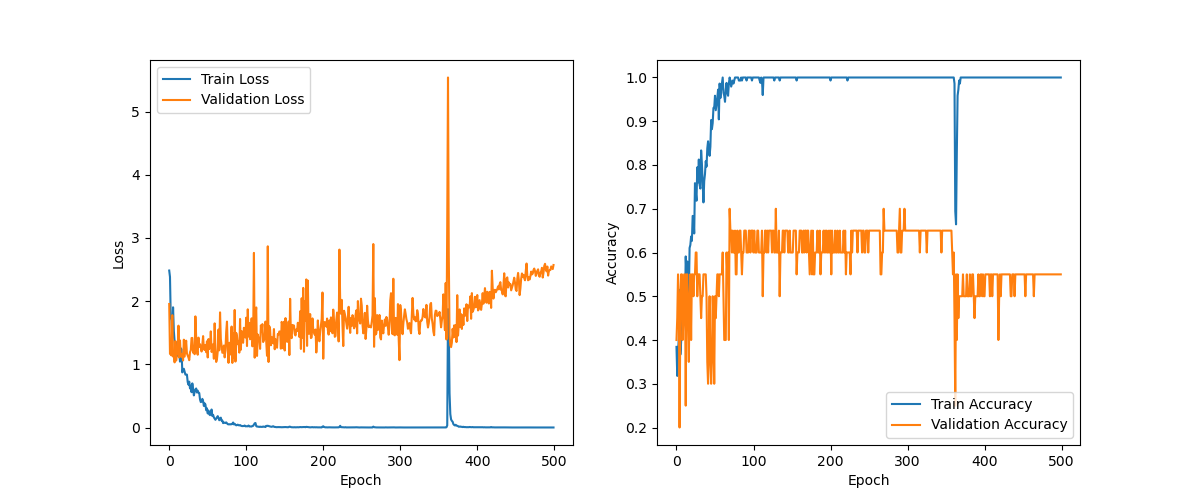 Train Loss
Validation Loss
5
4
3
2
1
0
Loss
0 100 200 300 400 500
Epoch
1.0
0.9
0.8
0.7
0.6
0.5
0.4
0.3
0.2
Accuracy
Train Accuracy
Validation Accuracy
0 100 200 300 400 500
Epoch